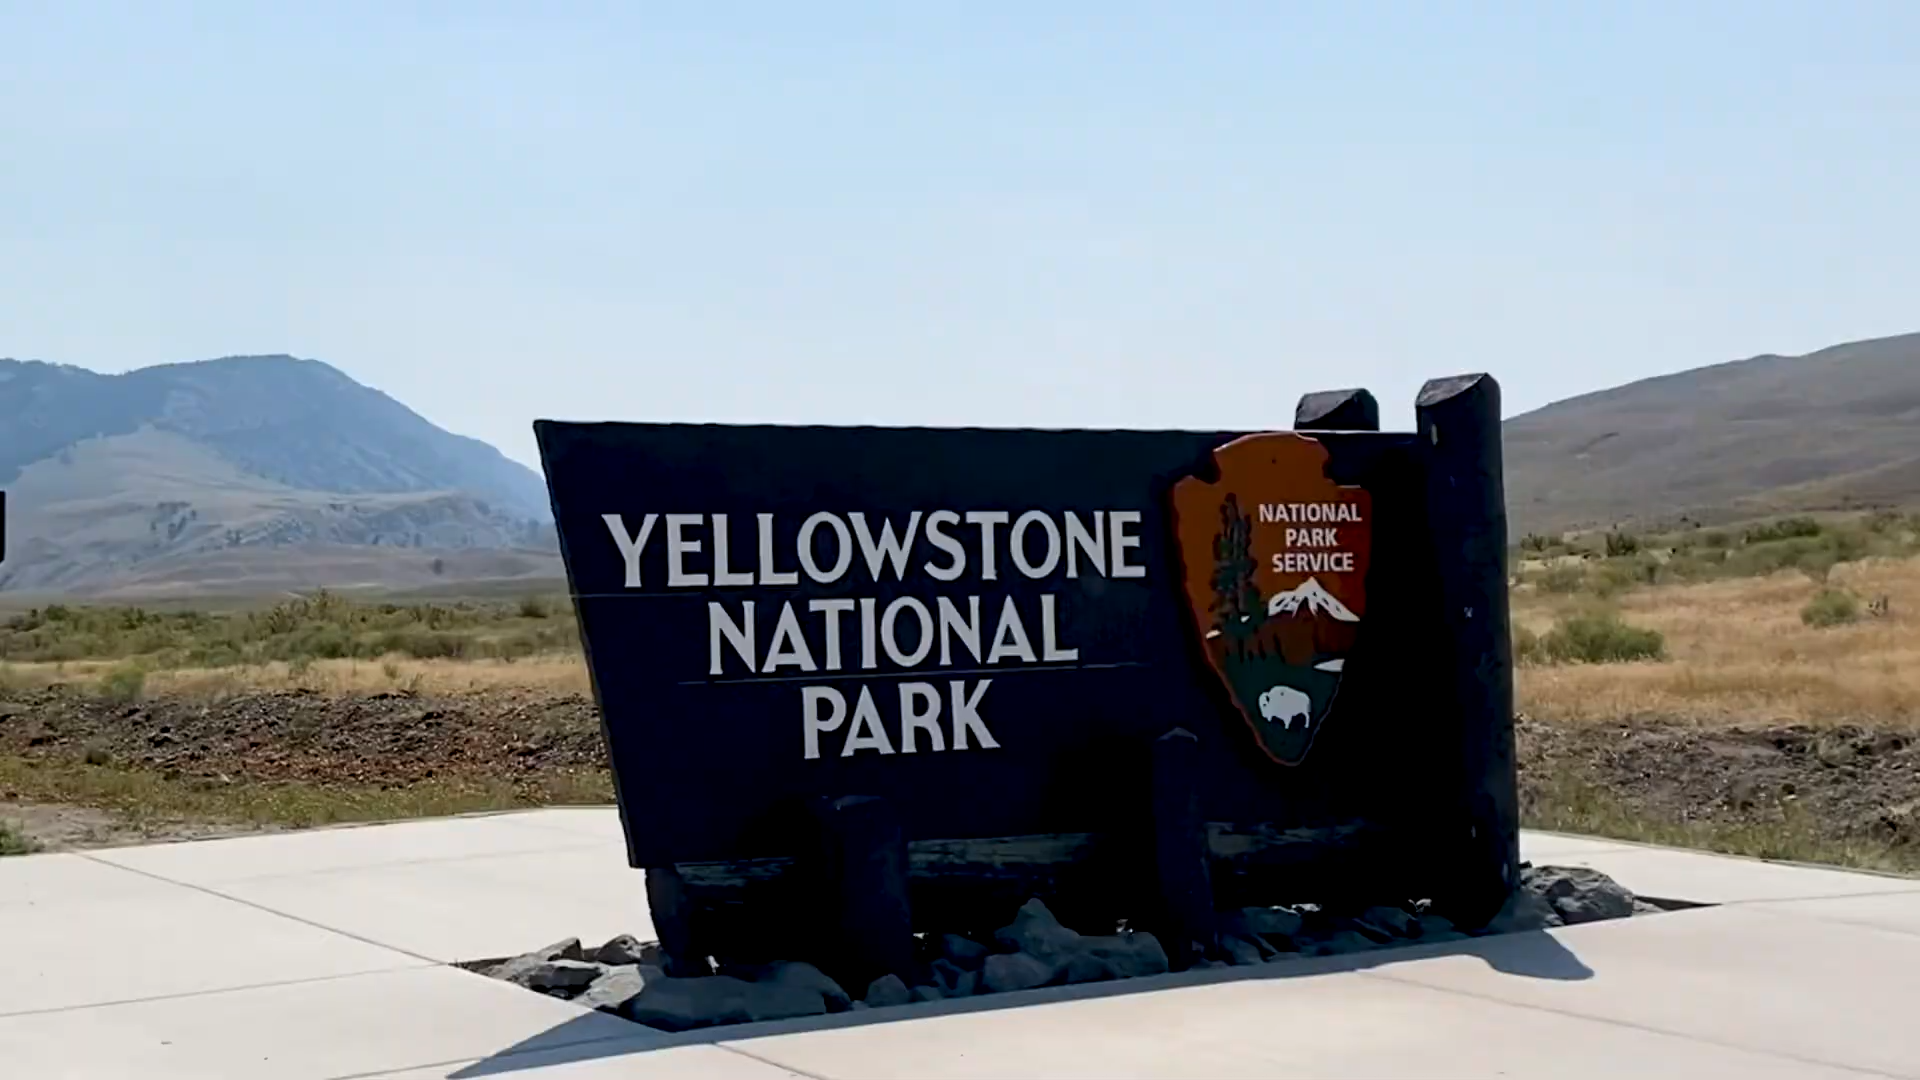 YELLOWSTONE
NATIONAL
PARK
NATIONAL
PARK
SERVICE